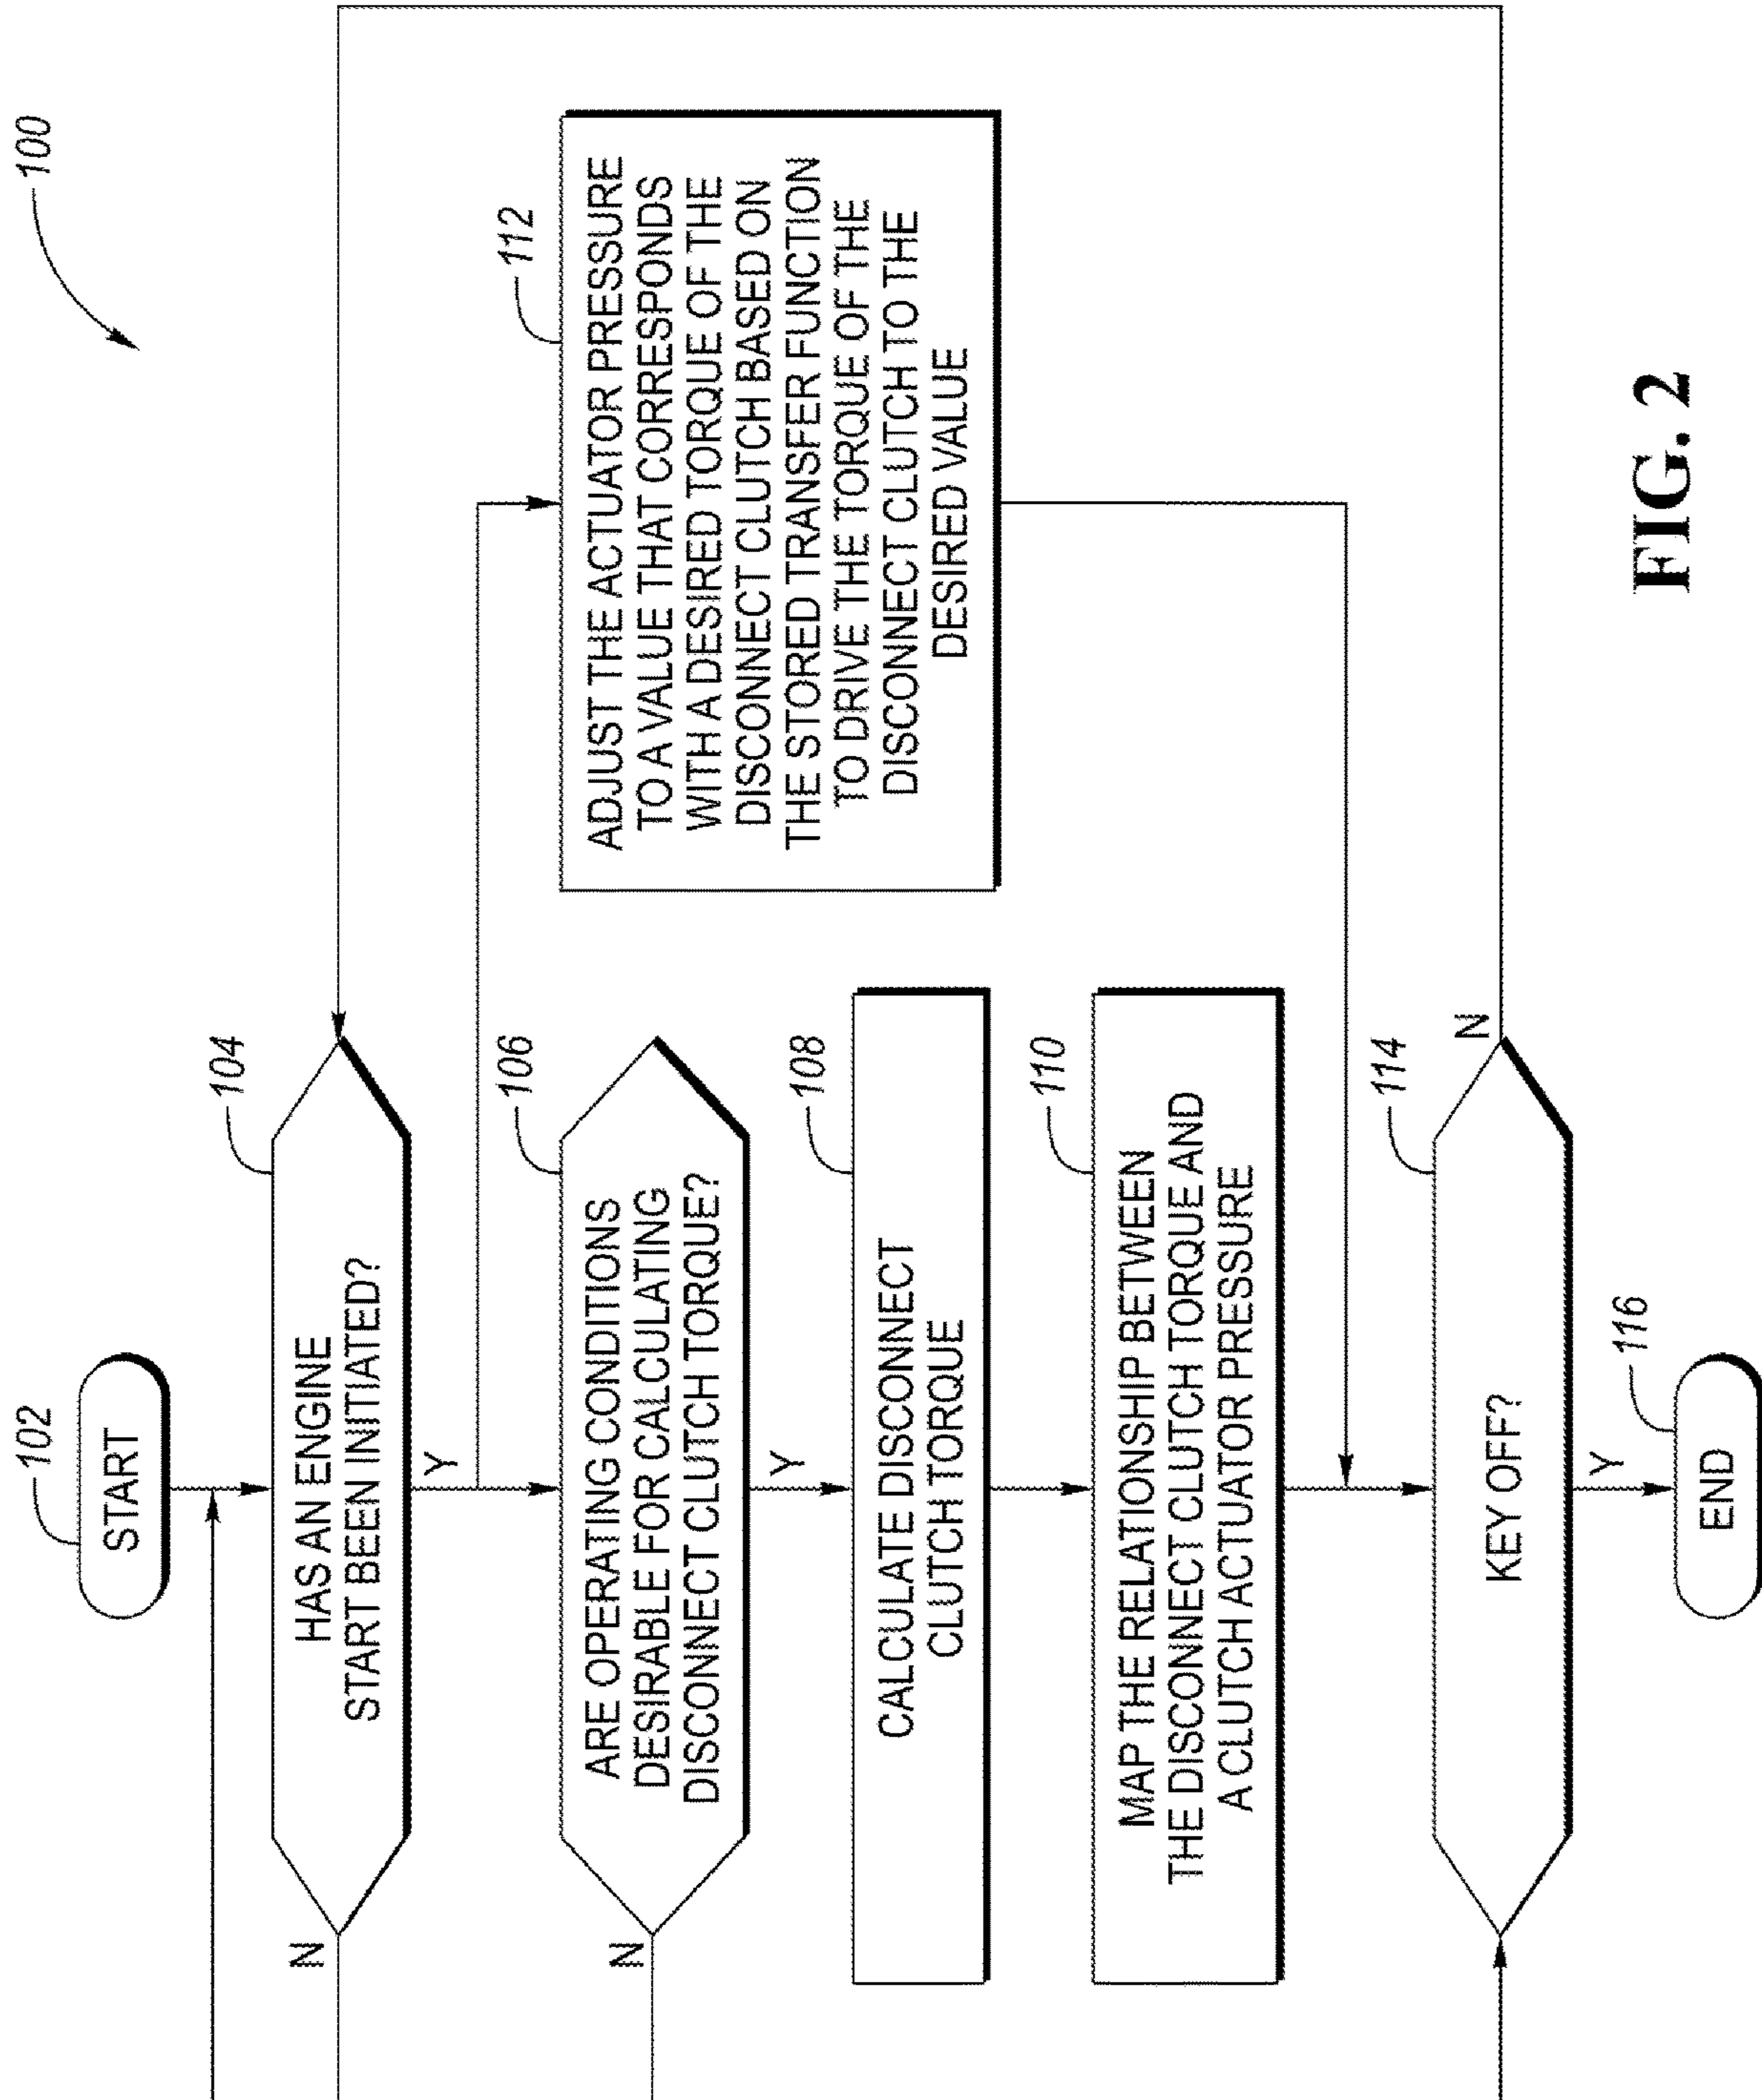 100
102
START
104
HAS AN ENGINE
START BEEN INITIATED?
N
Y
106
ARE OPERATING CONDITIONS
DESIRABLE FOR CALCULATING
DISCONNECT CLUTCH TORQUE?
N
Y
112
ADJUST THE ACTUATOR PRESSURE
TO A VALUE THAT CORRESPONDS
WITH A DESIRED TORQUE OF THE
DISCONNECT CLUTCH BASED ON
THE STORED TRANSFER FUNCTION
TO DRIVE THE TORQUE OF THE
DISCONNECT CLUTCH TO THE
DESIRED VALUE
108
CALCULATE DISCONNECT
CLUTCH TORQUE
110
MAP THE RELATIONSHIP BETWEEN
THE DISCONNECT CLUTCH TORQUE AND
A CLUTCH ACTUATOR PRESSURE
114
KEY OFF?
N
Y
116
END
FIG. 2